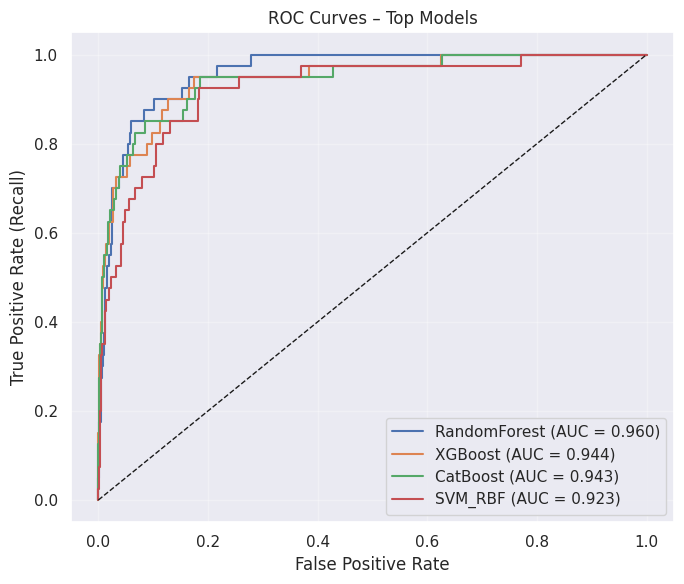 ROC Curves – Top Models
True Positive Rate (Recall)
1.0
0.8
0.6
0.4
0.2
0.0
RandomForest (AUC = 0.960)
XGBoost (AUC = 0.944)
CatBoost (AUC = 0.943)
SVM_RBF (AUC = 0.923)
0.0 0.2 0.4 0.6 0.8 1.0
False Positive Rate